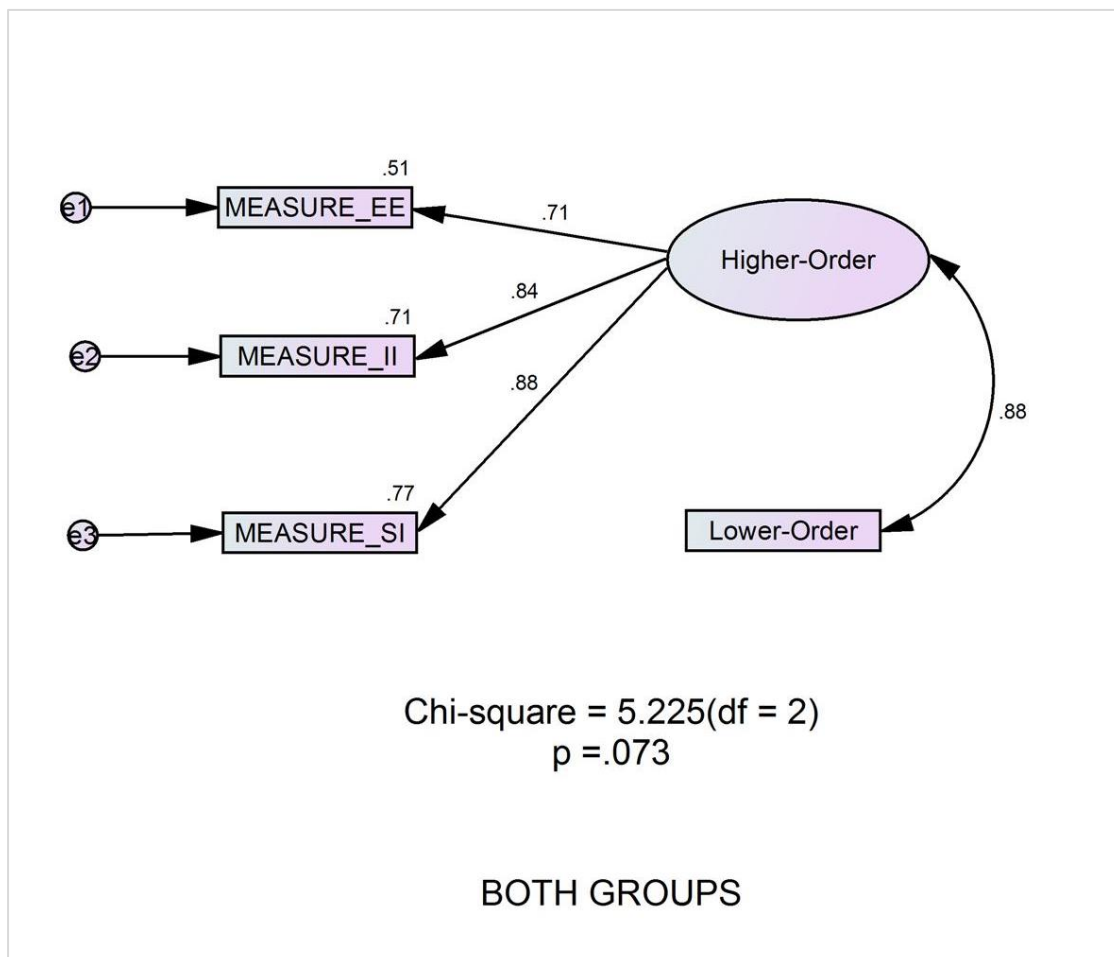 .51
e1
MEASURE_EE
.71
Higher-Order
.84
.71
e2
MEASURE_II
.88
.88
.77
e3
MEASURE_SI
Lower-Order
Chi-square = 5.225(df = 2)
p =.073
BOTH GROUPS